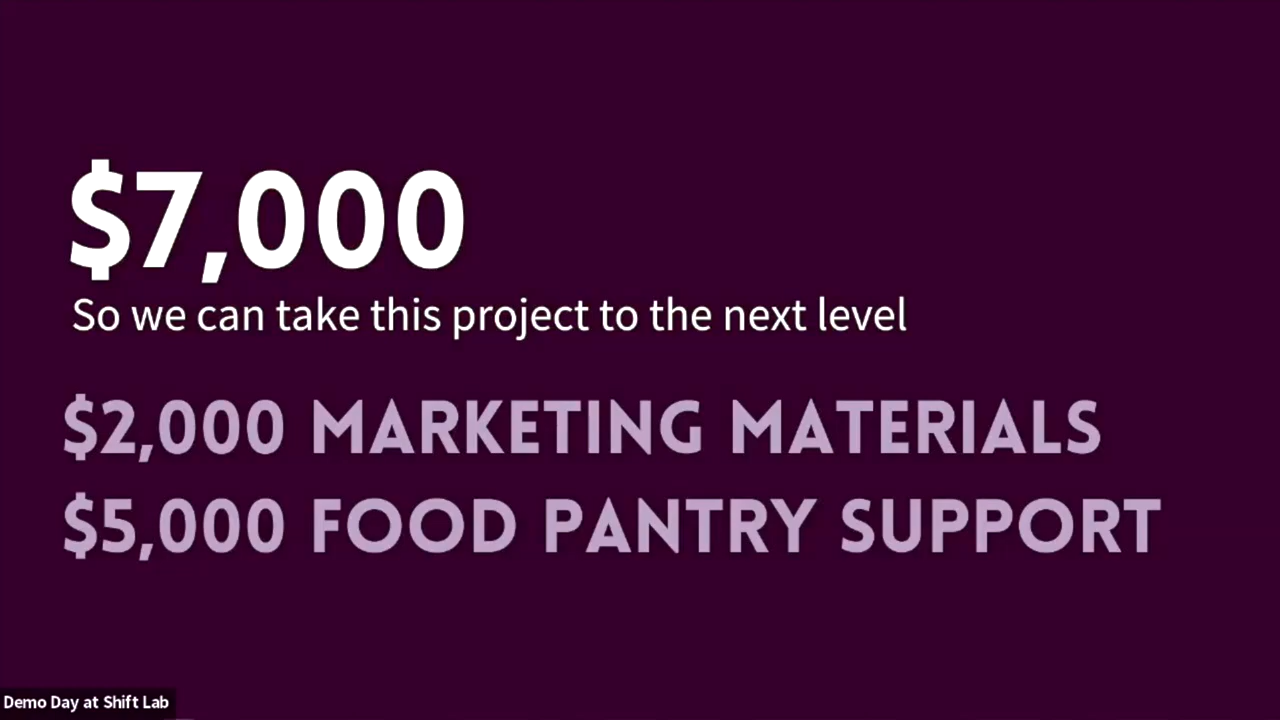 $7,000
So we can take this project to the next level
$2,000 MARKETING MATERIALS
$5,000 FOOD PANTRY SUPPORT
Demo Day at Shift Lab